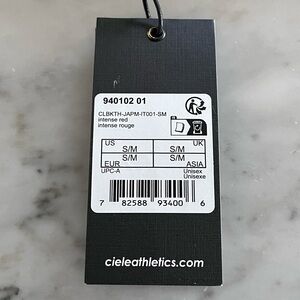 940102 01
CLBKTH-JAPM-IT001-SM
intense red
intense rouge
US S/M S/M UK
EUR S/M S/M ASIA
UPC-A Unisex
Unisexe
7 82588 93400 6
cieleathletics.com